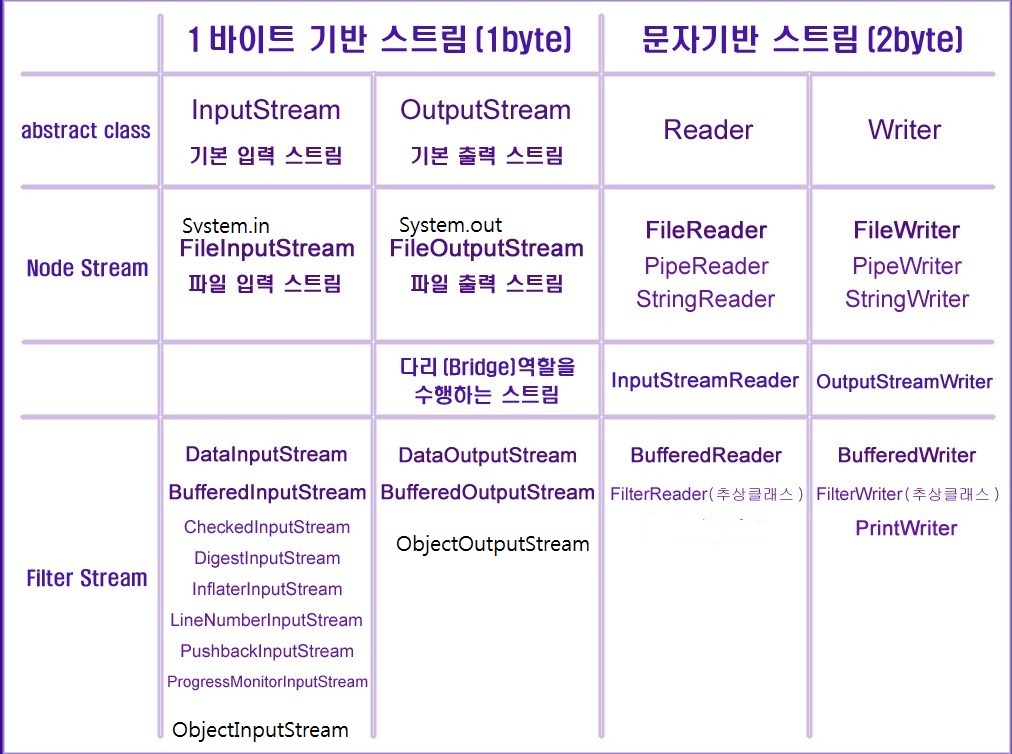 1바이트 기반 스트림(1byte)
문자기반 스트림(2byte)
abstract class
InputStream
기본 입력 스트림
OutputStream
기본 출력 스트림
Reader
Writer
Node Stream
Svstem.in
FileInputStream
파일 입력 스트림
System.out
FileOutputStream
파일 출력 스트림
FileReader
PipeReader
StringReader
FileWriter
PipeWriter
StringWriter
다리(Bridge)역할을
수행하는 스트림
InputStreamReader
OutputStreamWriter
Filter Stream
DataInputStream
BufferedInputStream
CheckedInputStream
DigestInputStream
InflaterInputStream
LineNumberInputStream
PushbackInputStream
ProgressMonitorInputStream
ObjectInputStream
DataOutputStream
BufferedOutputStream
ObjectOutputStream
BufferedReader
FilterReader(추상클래스)
BufferedWriter
FilterWriter(추상클래스)
PrintWriter